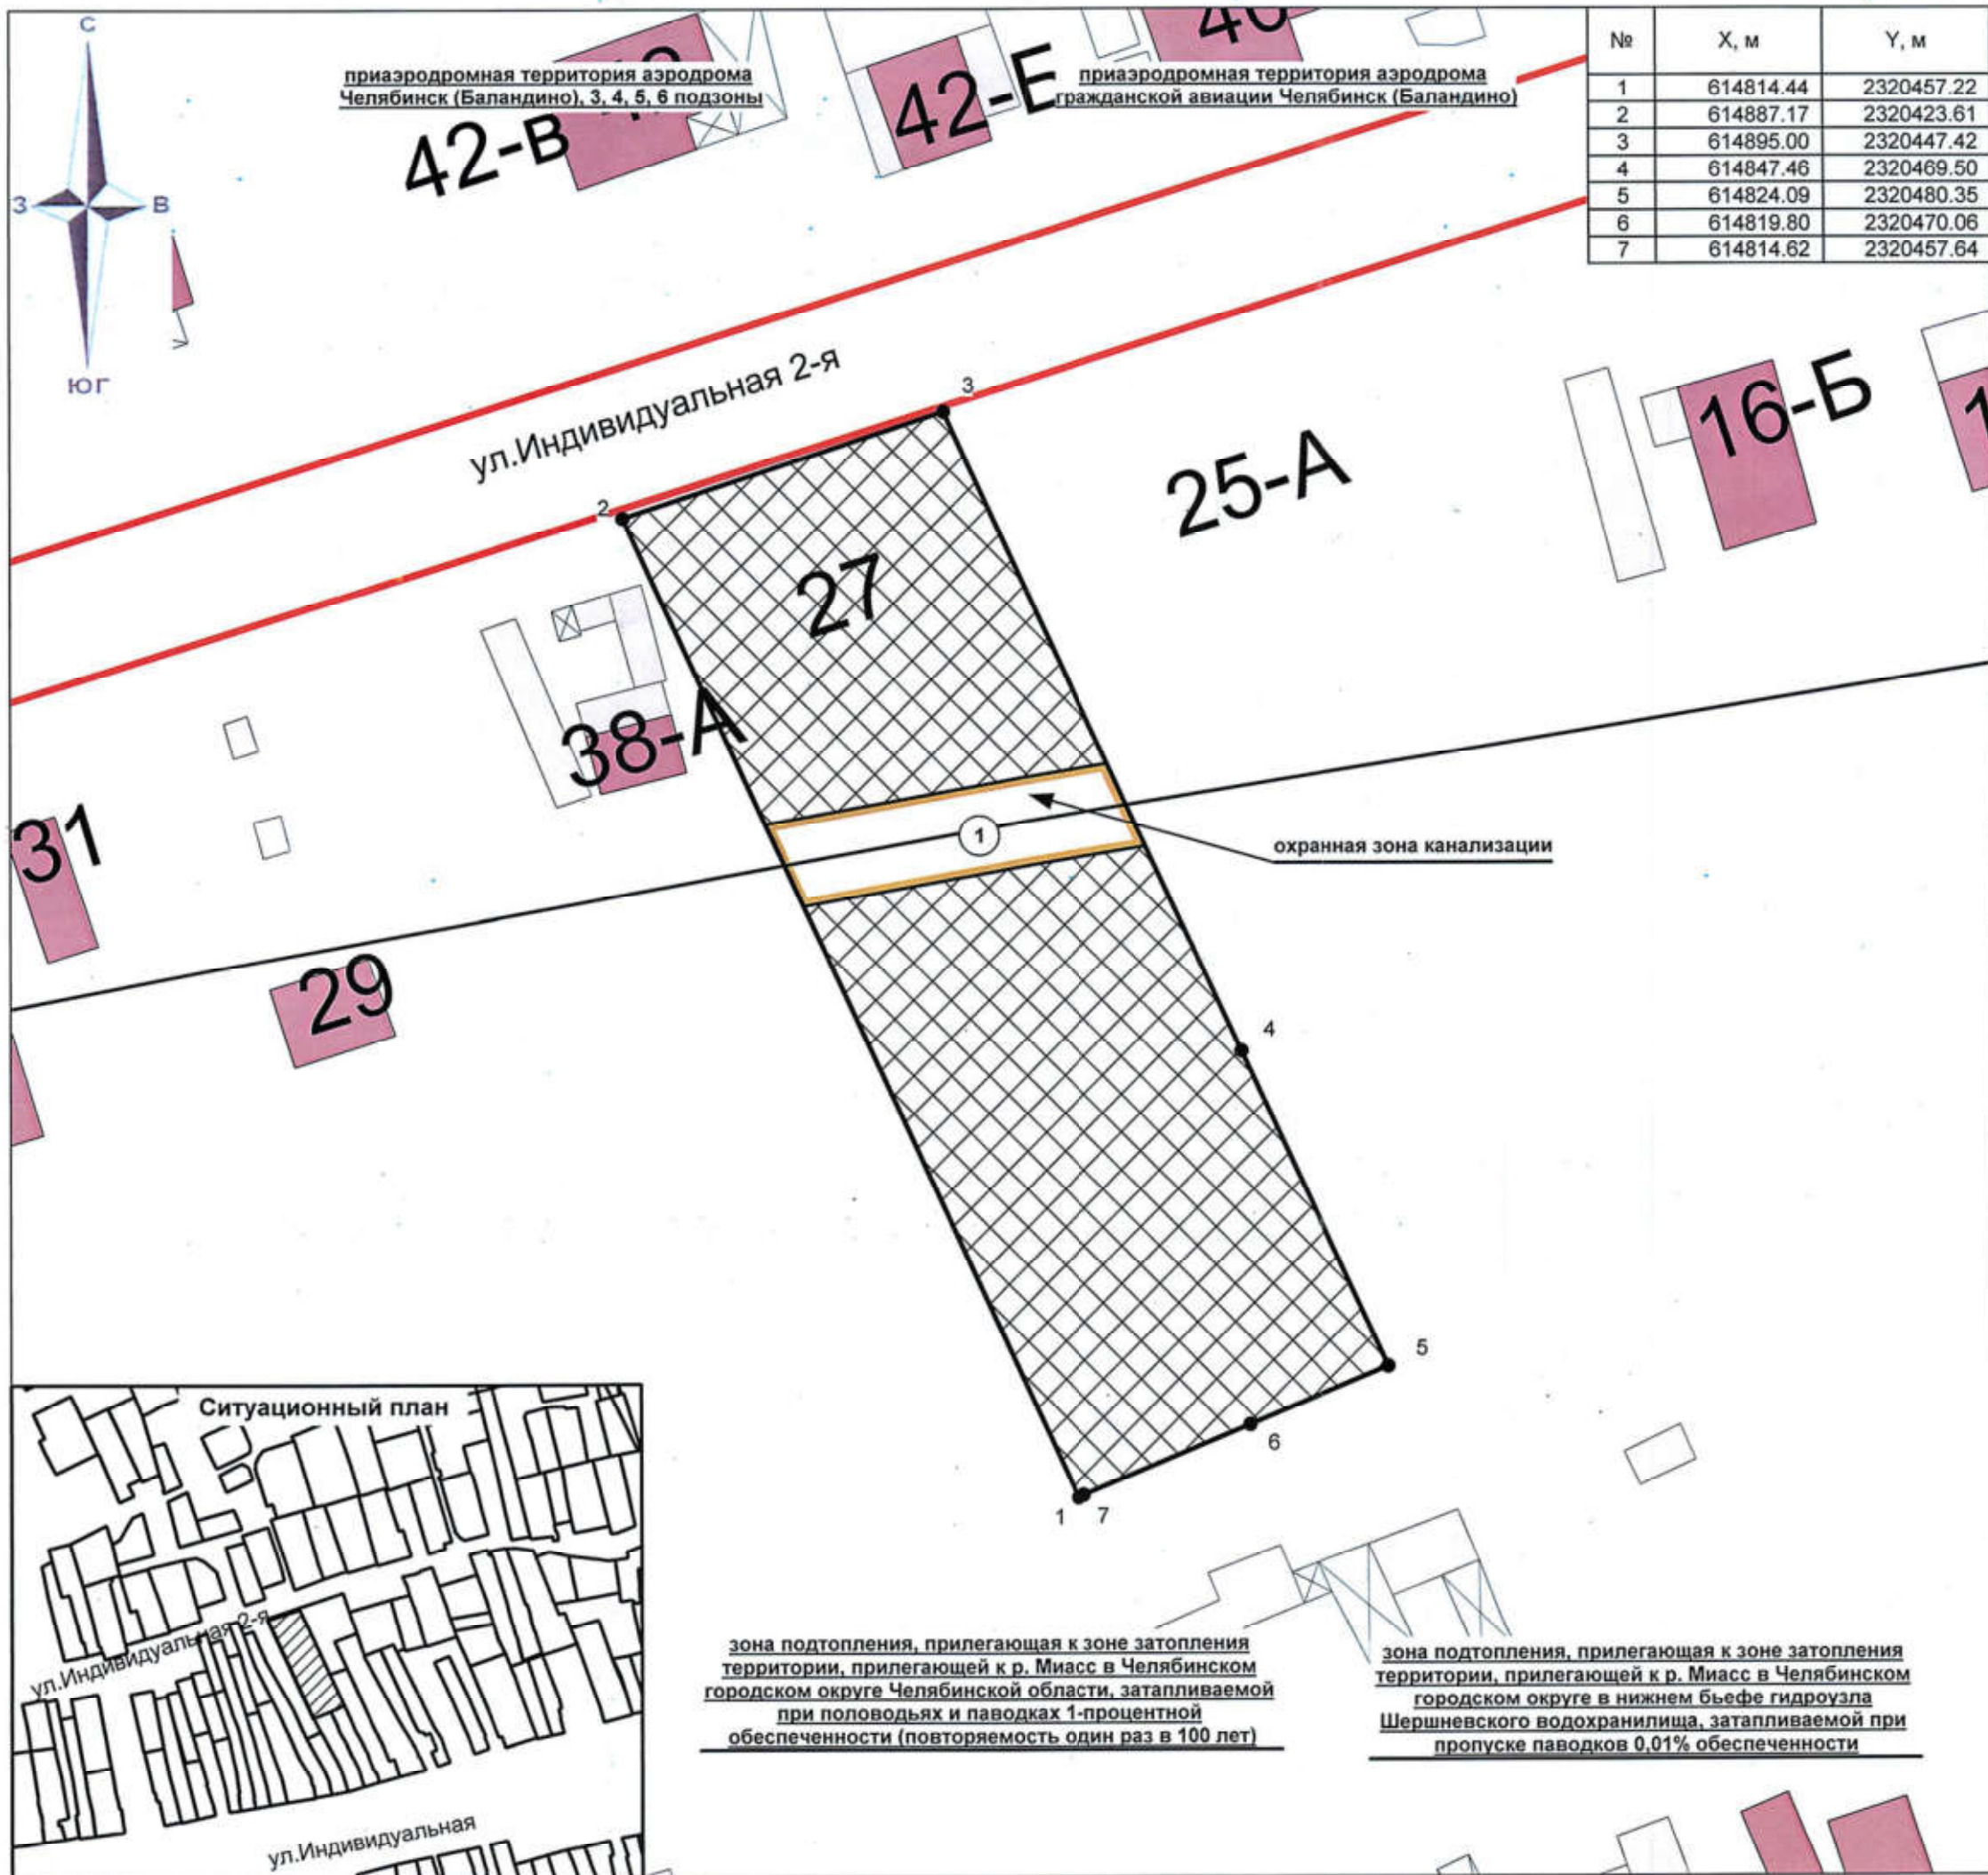 С
З
В
ЮГ
приаэродромная территория аэродрома
Челябинск (Баландино), 3, 4, 5, 6 подзоны
приаэродромная территория аэродрома
гражданской авиации Челябинск (Баландино)
42-в
42-Е
№ X, м Y, м
1 614814.44 2320457.22
2 614887.17 2320423.61
3 614895.00 2320447.42
4 614847.46 2320469.50
5 614824.09 2320480.35
6 614819.80 2320470.06
7 614814.62 2320457.64
ул.Индивидуальная 2-я
3
2
25-А
16-Б
27
38-А
31
1
охранная зона канализации
29
4
5
6
1 7
Ситуационный план
ул.Индивидуальная 2-я
ул.Индивидуальная
зона подтопления, прилегающая к зоне затопления
территории, прилегающей к р. Миасс в Челябинском
городском округе Челябинской области, затапливаемой
при половодьях и паводках 1-процентной
обеспеченности (повторяемость один раз в 100 лет)
зона подтопления, прилегающая к зоне затопления
территории, прилегающей к р. Миасс в Челябинском
городском округе в нижнем бьефе гидроузла
Шершневского водохранилища, затапливаемой при
пропуске паводков 0,01% обеспеченности